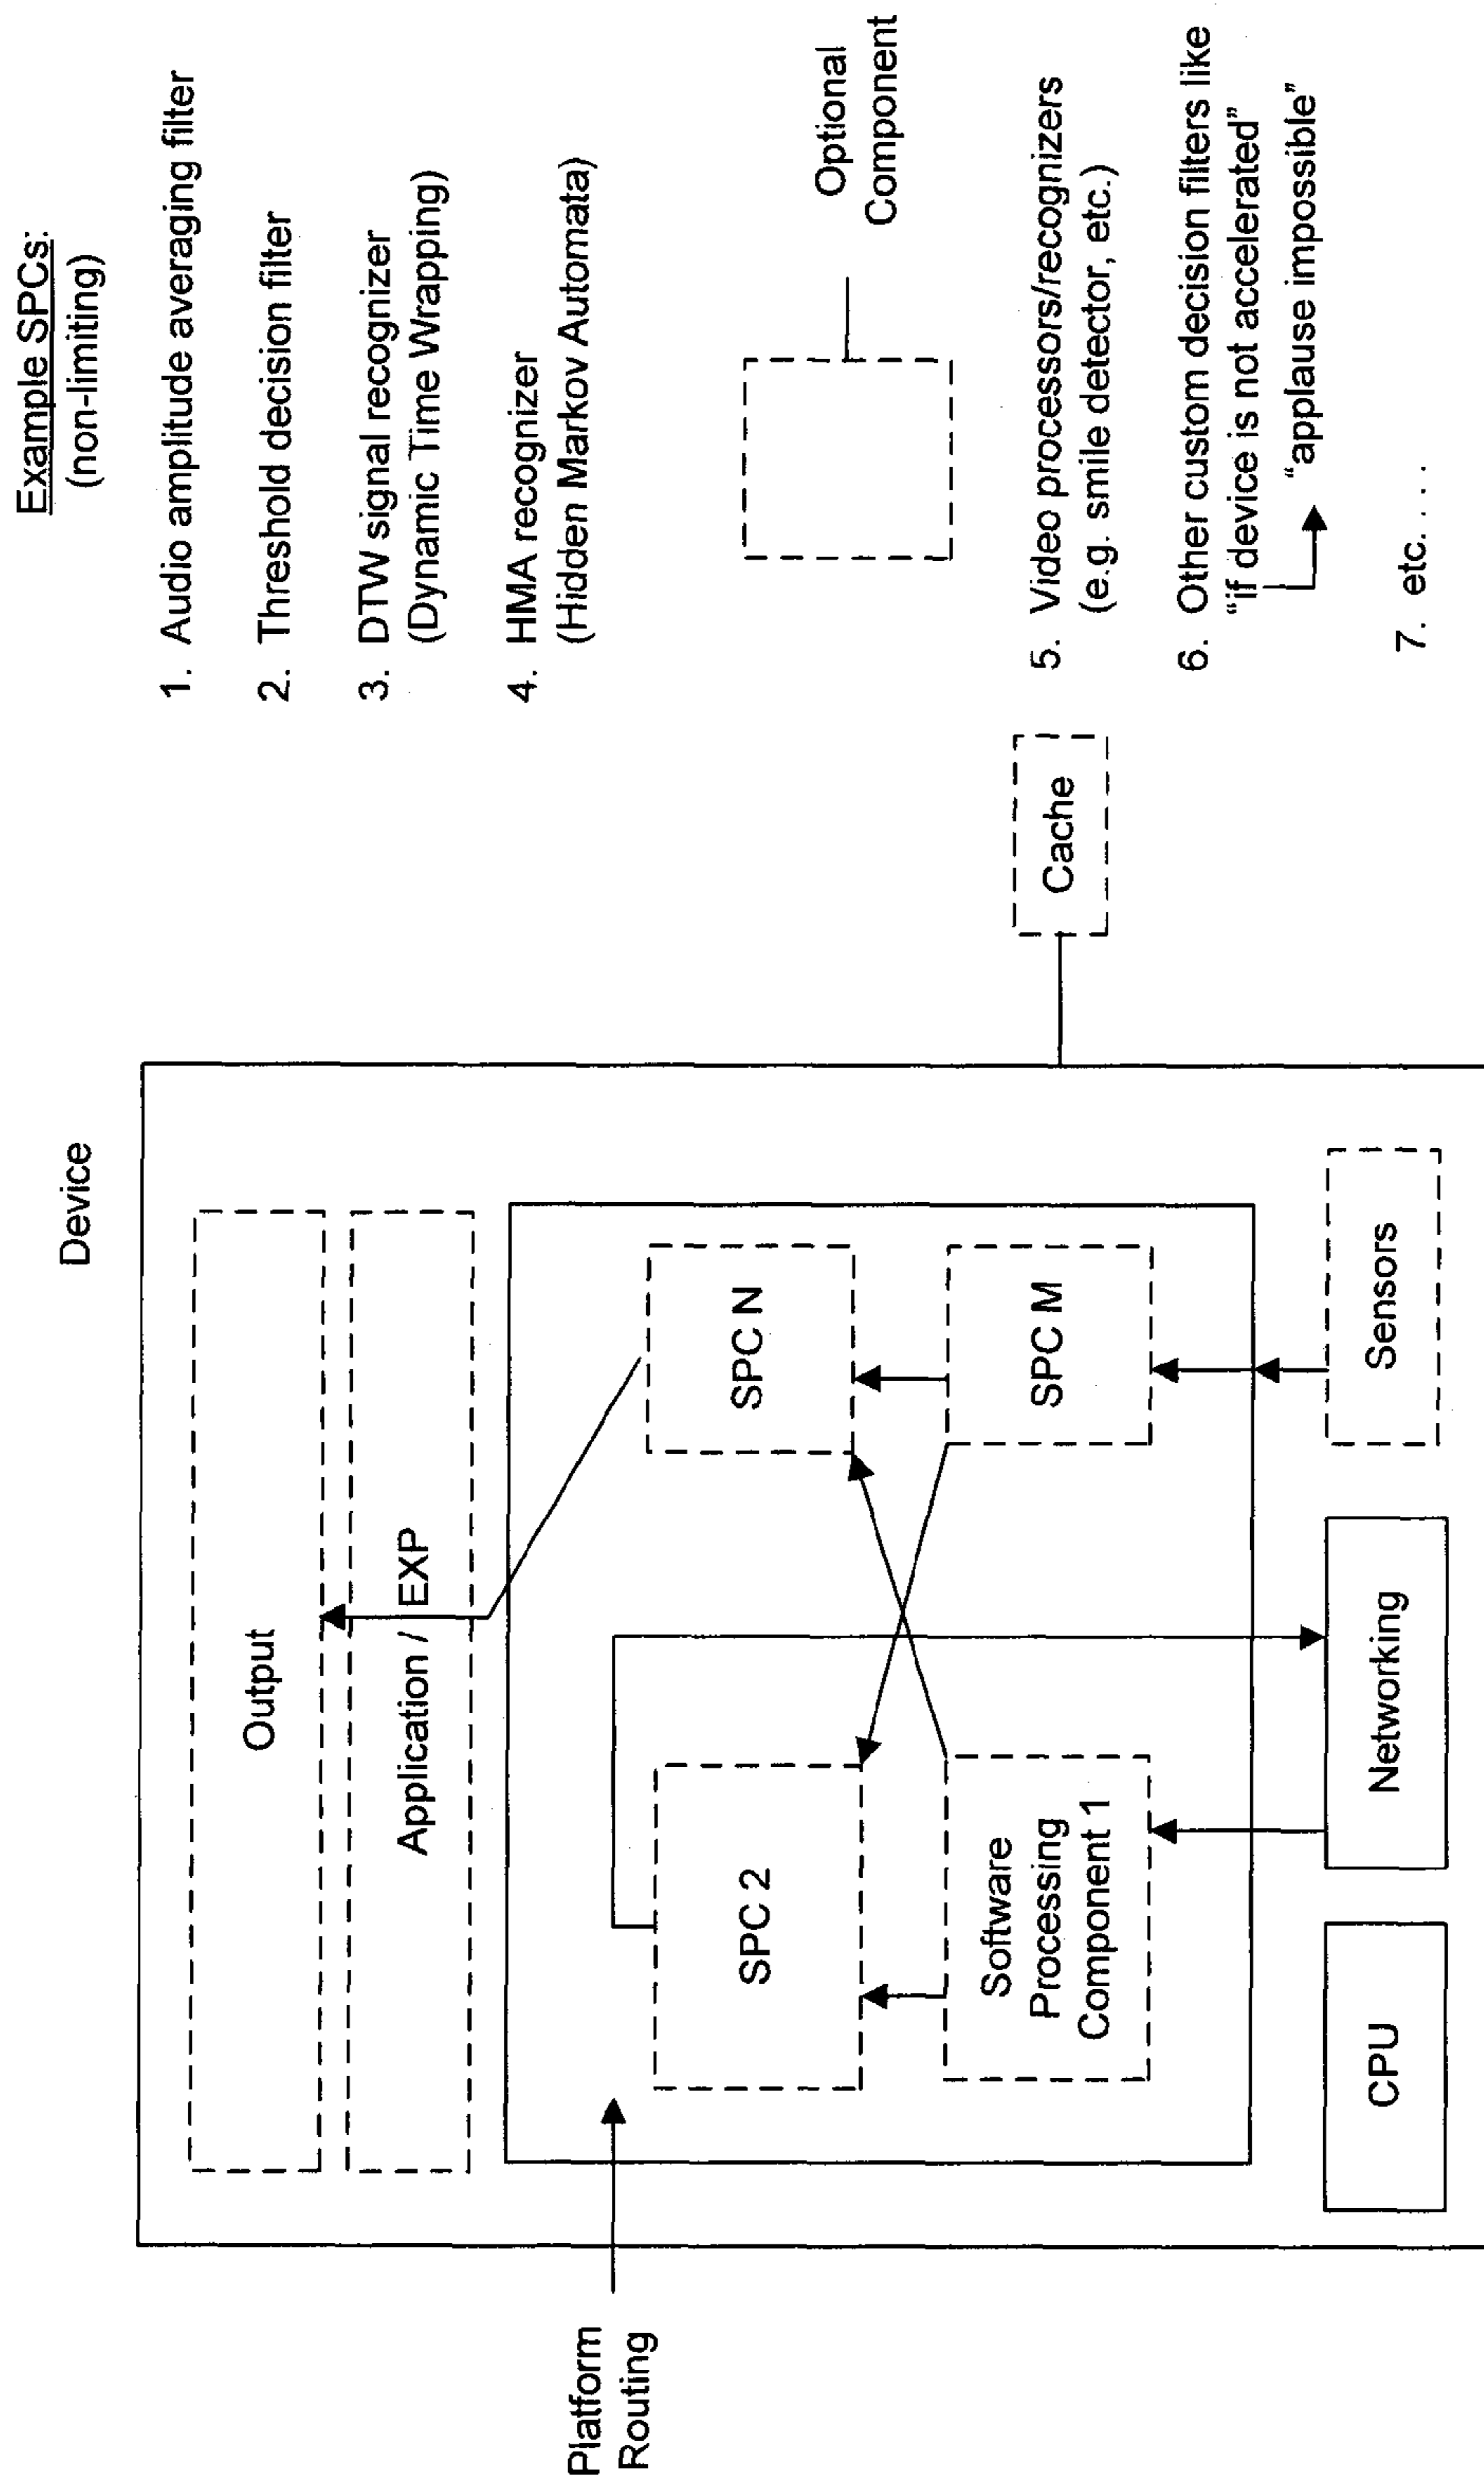 Device
Output
Application / EXP
SPC 2
SPC N
Software
Processing
Component 1
SPC M
CPU
Networking
Sensors
Platform
Routing
Cache
Example SPCs:
(non-limiting)
1. Audio amplitude averaging filter
2. Threshold decision filter
3. DTW signal recognizer
(Dynamic Time Wrapping)
4. HMA recognizer
(Hidden Markov Automata)
Optional
Component
5. Video processors/recognizers
(e.g. smile detector, etc.)
6. Other custom decision filters like
“if device is not accelerated”
“applause impossible”
7. etc. . . .